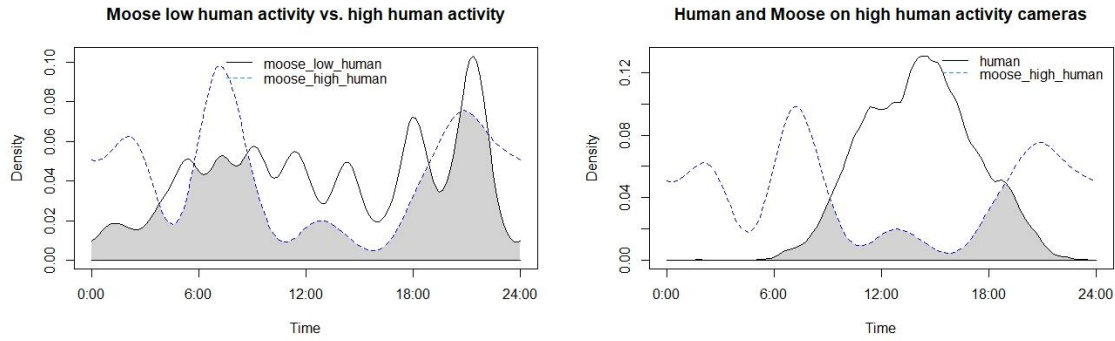 Moose low human activity vs. high human activity
moose_low_human
moose_high_human
Density
0.00
0.02
0.04
0.06
0.08
0.10
0:00
6:00
12:00
18:00
24:00
Time
Human and Moose on high human activity cameras
human
moose_high_human
Density
0.00
0.04
0.08
0.12
0:00
6:00
12:00
18:00
24:00
Time